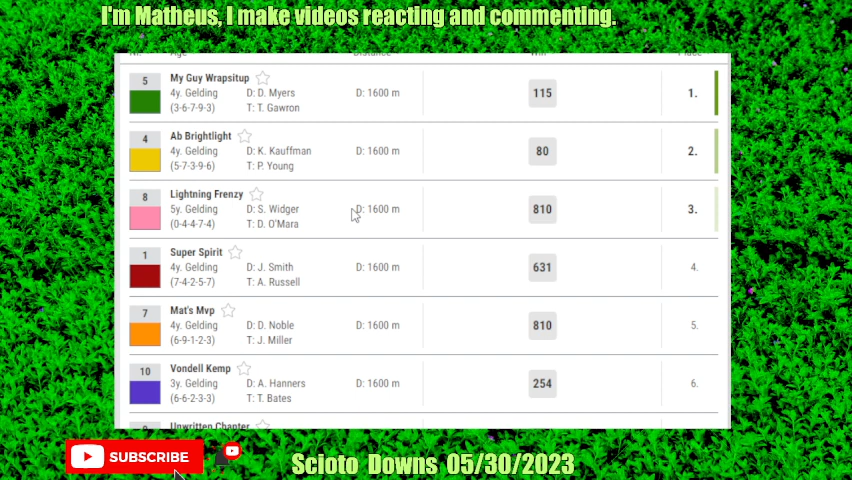 I'm Matheus, I make videos reacting and commenting.
Age Distance Win Place
5 My Guy Wrapsitup
4y. Gelding D: D. Myers D: 1600 m 115 1.
(3-6-7-9-3) T: T. Gawron
4 Ab Brightlight
4y. Gelding D: K. Kauffman D: 1600 m 80 2.
(5-7-3-9-6) T: P. Young
8 Lightning Frenzy
5y. Gelding D: S. Widger D: 1600 m 810 3.
(0-4-4-7-4) T: D. O'Mara
1 Super Spirit
4y. Gelding D: J. Smith D: 1600 m 631 4.
(7-4-2-5-7) T: A. Russell
7 Mat's Mvp
4y. Gelding D: D. Noble D: 1600 m 810 5.
(6-9-1-2-3) T: J. Miller
10 Vondell Kemp
3y. Gelding D: A. Hanners D: 1600 m 254 6.
(6-6-2-3-3) T: T. Bates
Unwritten Chapter
SUBSCRIBE
Scioto Downs 05/30/2023